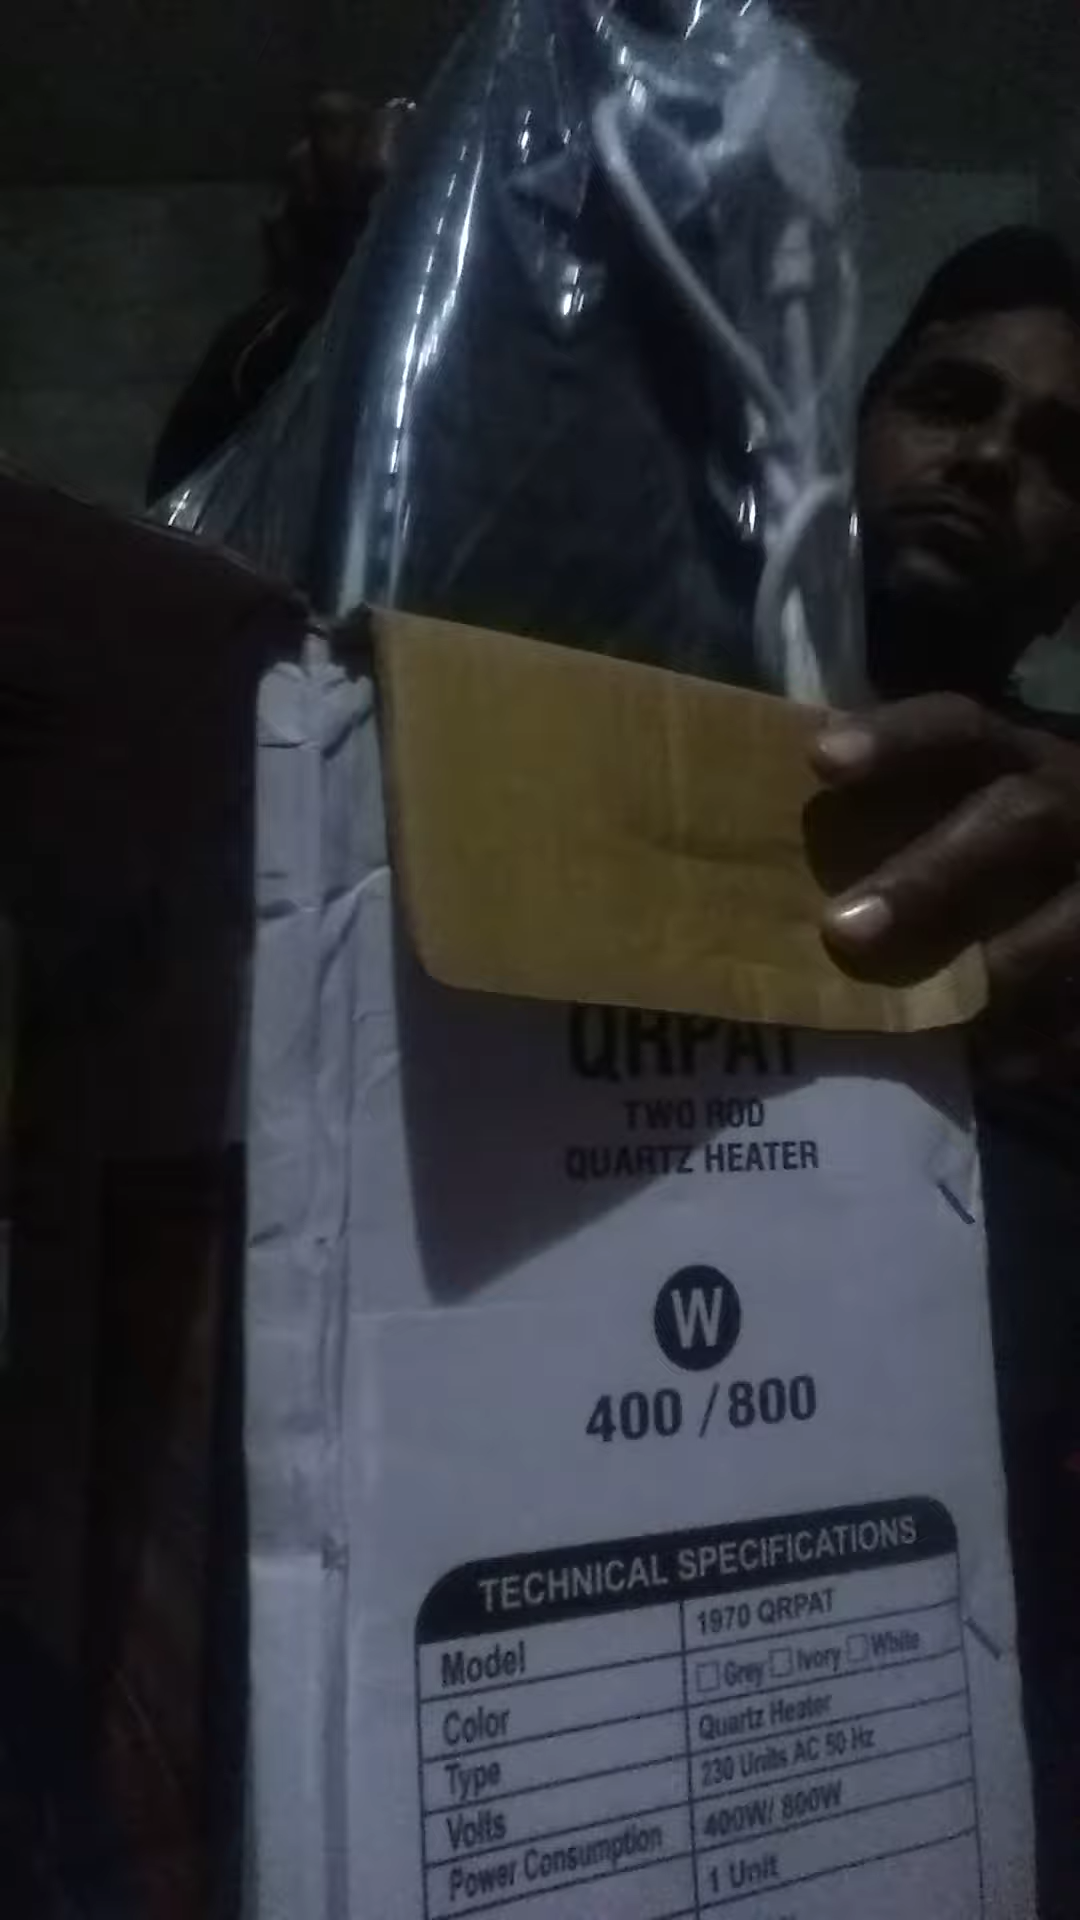 QRPAT
TWO ROD
QUARTZ HEATER
W
400 / 800
TECHNICAL SPECIFICATIONS
Model 1970 QRPAT
Color Grey Ivory White
Type Quartz Heater
Volts 230 Units AC 50 Hz
Power Consumption 400W/ 800W
1 Unit